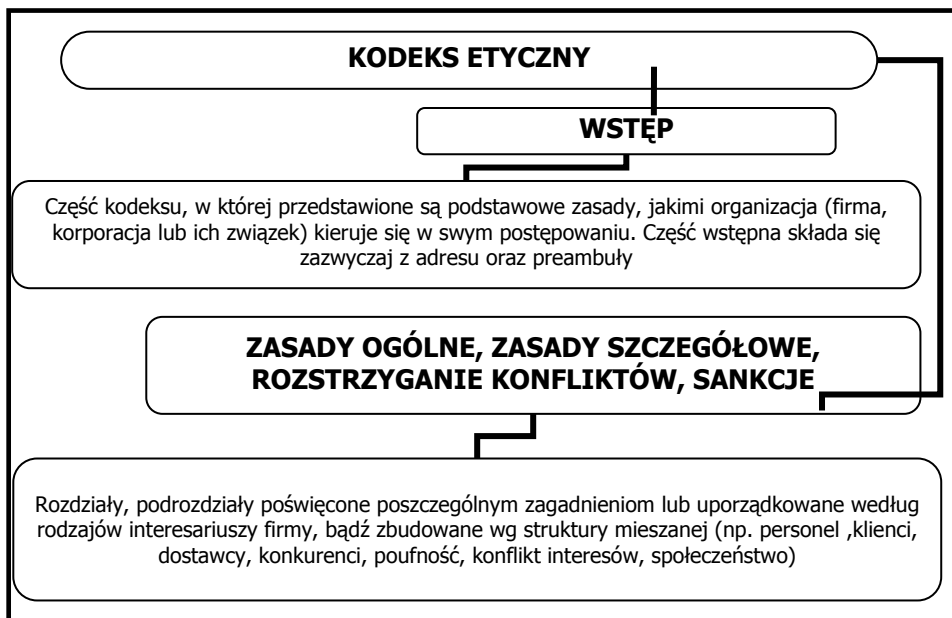 KODEKS ETYCZNY
WSTĘP
Część kodeksu, w której przedstawione są podstawowe zasady, jakimi organizacja (firma,
korporacja lub ich związek) kieruje się w swym postępowaniu. Część wstępna składa się
zazwyczaj z adresu oraz preambuły
ZASADY OGÓLNE, ZASADY SZCZEGÓŁOWE,
ROZSTRZYGANIE KONFLIKTÓW, SANKCJE
Rozdziały, podrozdziały poświęcone poszczególnym zagadnieniom lub uporządkowane według
rodzajów interesariuszy firmy, bądź zbudowane wg struktury mieszanej (np. personel ,klienci,
dostawcy, konkurenci, poufność, konflikt interesów, społeczeństwo)